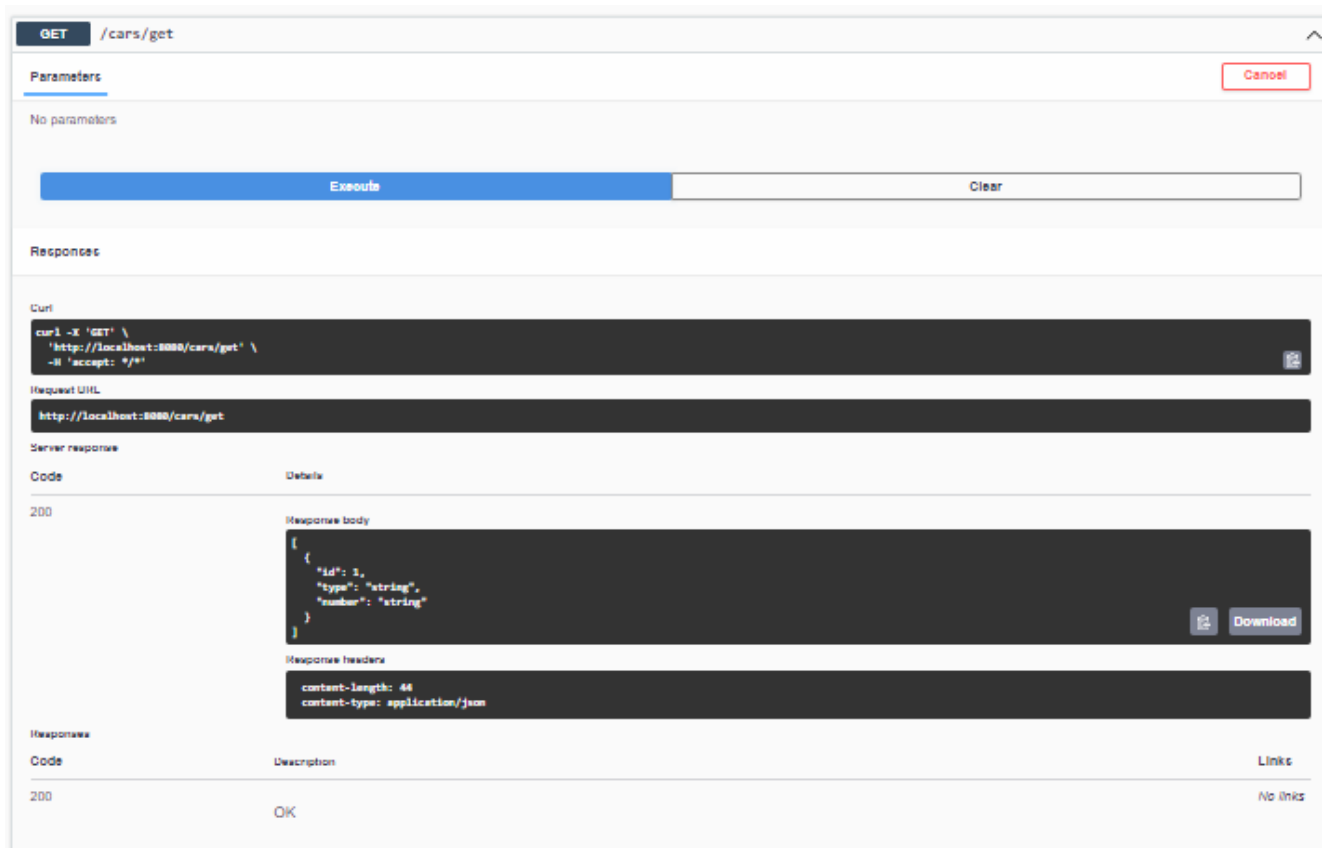 GET /cars/get
Parameters
Cancel
No parameters
Execute
Clear
Responses
Curl
curl -X 'GET' \
'http://localhost:8080/cars/get' \
-H 'accept: */*'
Request URL
http://localhost:8080/cars/get
Server response
Code Details
200
Response body
[
{
"id": 1,
"type": "string",
"number": "string"
}
]
Download
Response headers
content-length: 44
content-type: application/json
Responses
Code Description Links
200 No links
OK